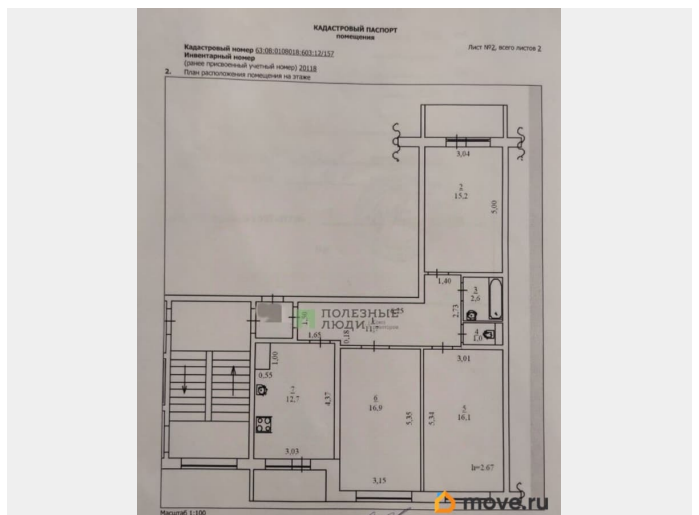 КАДАСТРОВЫЙ ПАСПОРТ
помещения
Кадастровый номер 63:08:0108018:603:12/157
Лист №2, всего листов 2
Инвентарный номер
(ранее присвоенный учетный номер) 20118
2. План расположения помещения на этаже
3,04
2
15,2
5,00
1,40
3
2,6
2,73
ПОЛЕЗНЫЕ
ЛЮДИ
1,65
0,18
4
1,0
3,01
1,00
0,55
7
12,7
4,37
6
16,9
5,35
5,34
5
16,1
3,03
3,15
h=2.67
move.ru
Масштаб 1:100